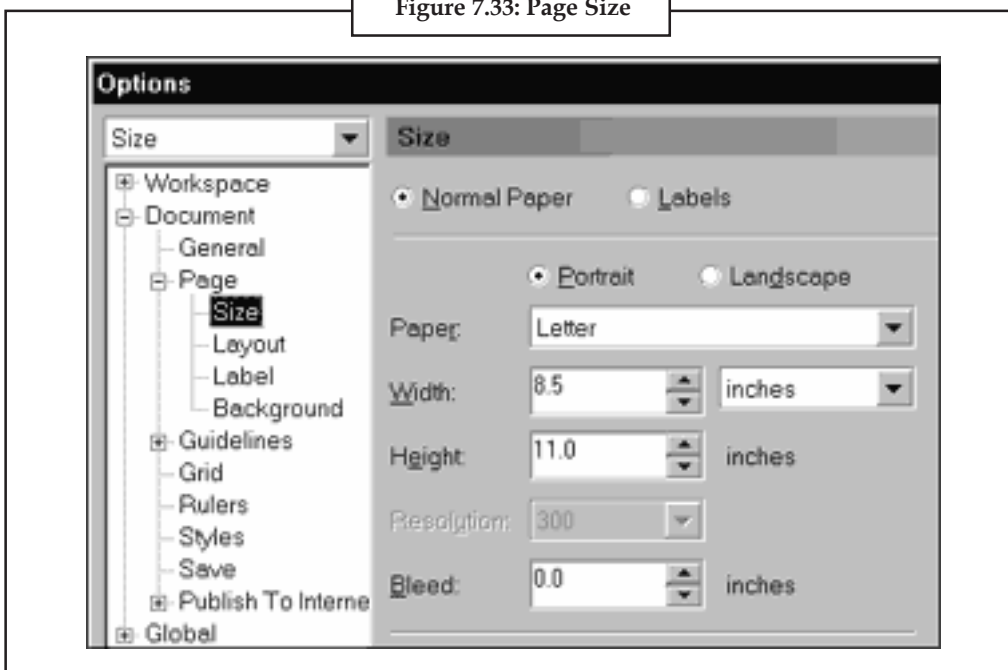 Figure 7.33: Page Size
Options
Size
Workspace
Document
General
Page
Size
Layout
Label
Background
Guidelines
Grid
Rulers
Styles
Save
Publish To Interne
Global
Size
Normal Paper Labels
Portrait Landscape
Paper: Letter
Width: 8.5 inches
Height: 11.0 inches
Resolution: 300
Bleed: 0.0 inches